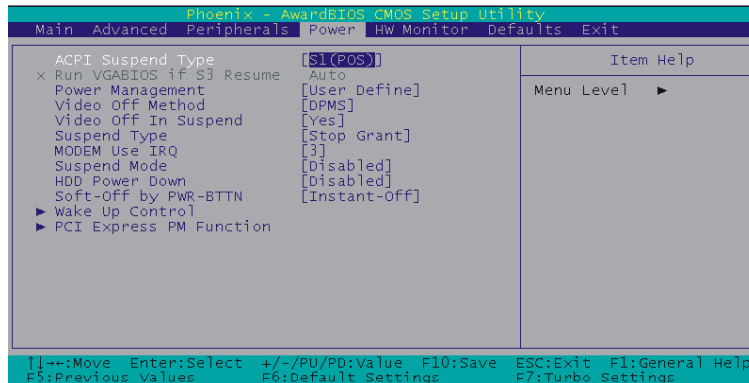 Phoenix - AwardBIOS CMOS Setup Utility
Main Advanced Peripherals Power HW Monitor Defaults Exit
ACPI Suspend Type [S1(POS)] Item Help
x Run VGABIOS if S3 Resume Auto
Power Management [User Define] Menu Level ►
Video Off Method [DPMS]
Video Off In Suspend [Yes]
Suspend Type [Stop Grant]
MODEM Use IRQ [3]
Suspend Mode [Disabled]
HDD Power Down [Disabled]
Soft-Off by PWR-BTTN [Instant-Off]
► Wake Up Control
► PCI Express PM Function
↑↓→←:Move Enter:Select +/-/PU/PD:Value F10:Save ESC:Exit F1:General Help
F5:Previous Values F6:Default Settings F7:Turbo Settings